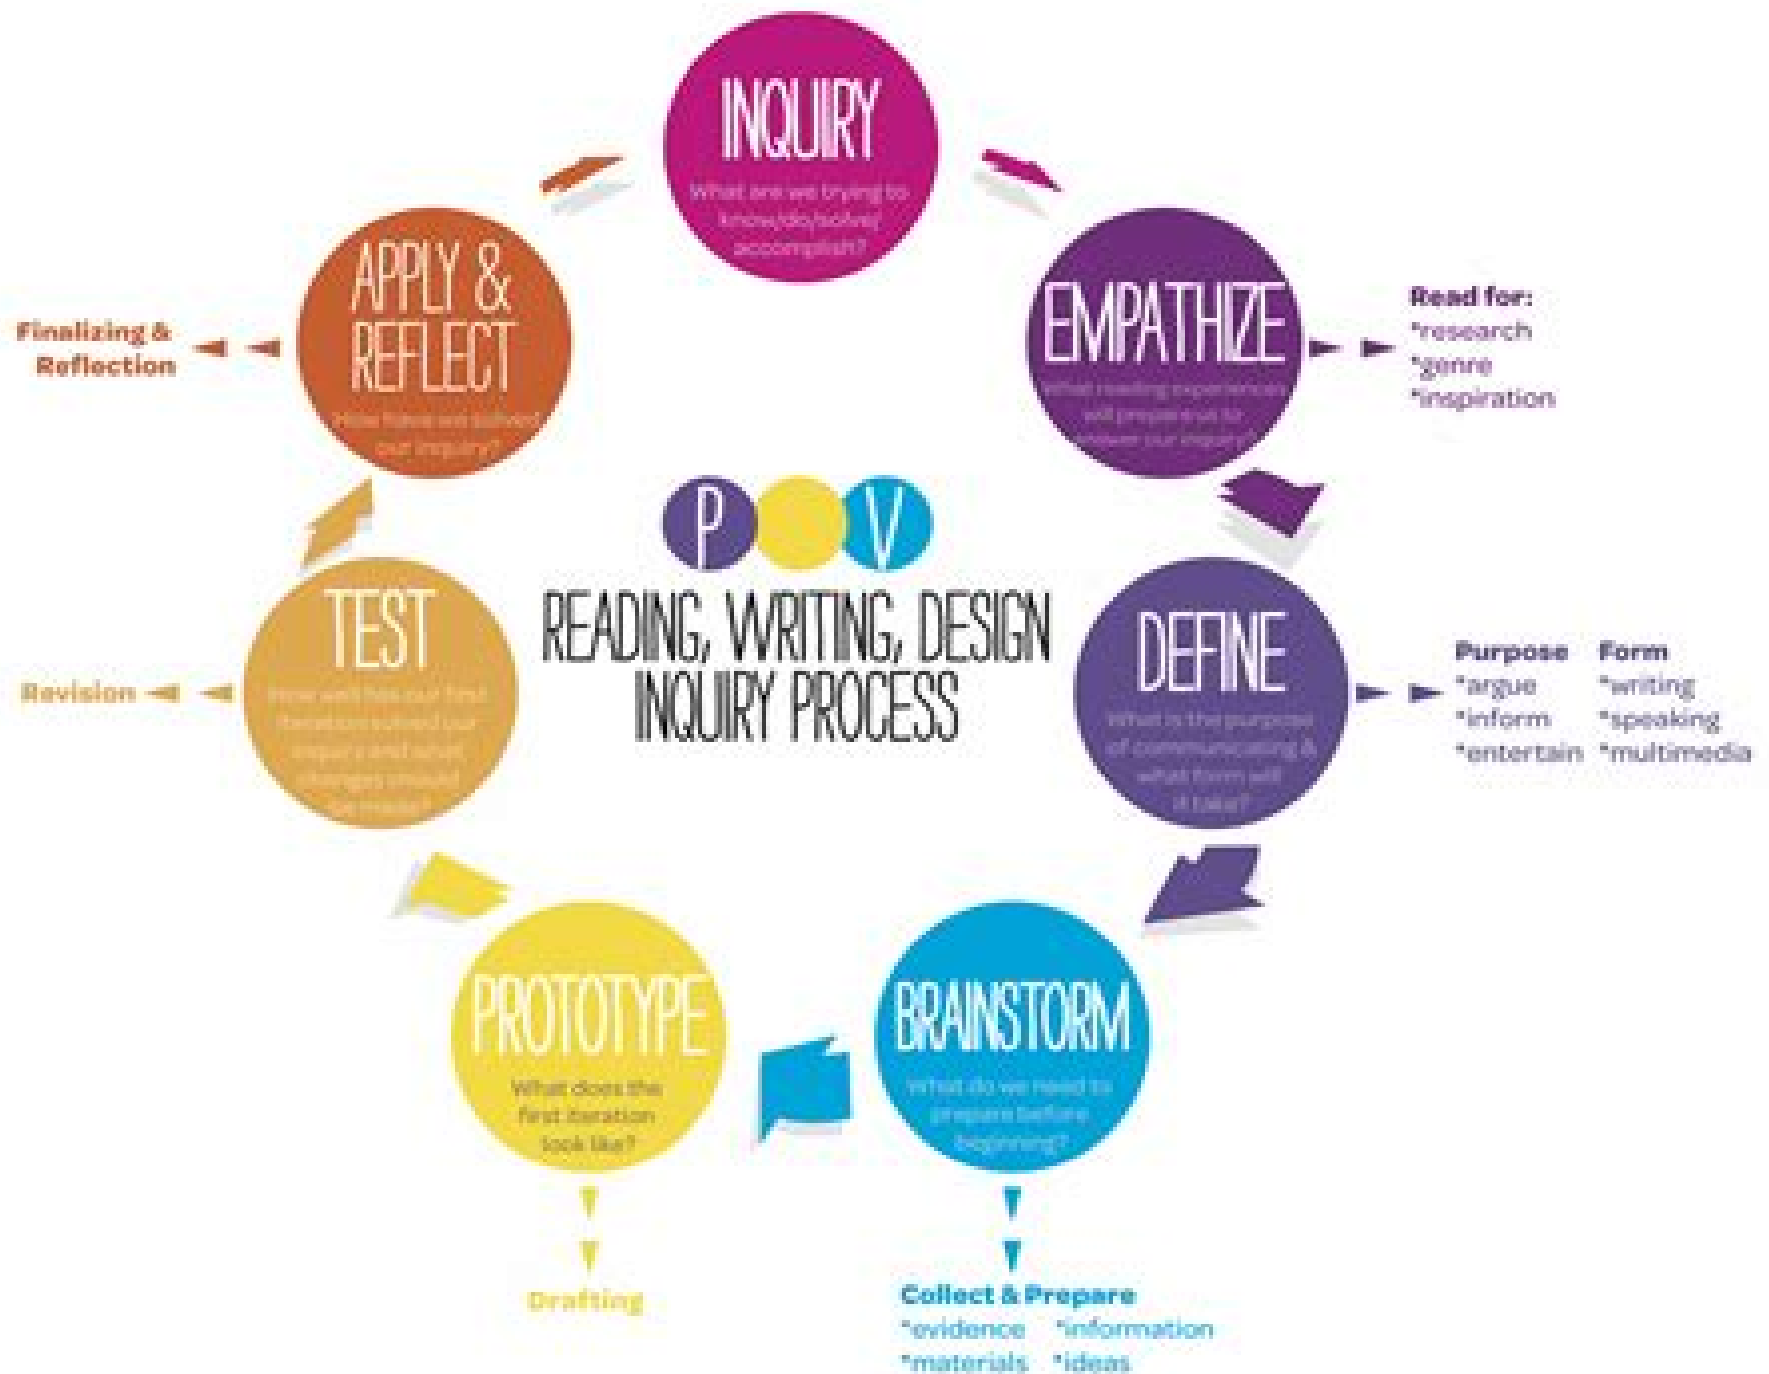 INQUIRY
What are we trying to
know/do/solve/
accomplish?
EMPATHIZE
What reading experiences
will prepare us to
answer our inquiry?
Read for:
*research
*genre
*inspiration
DEFINE
What is the purpose
of communicating &
what form will
it take?
Purpose Form
*argue *writing
*inform *speaking
*entertain *multimedia
BRAINSTORM
What do we need to
prepare before
beginning?
Collect & Prepare
*evidence *information
*materials *ideas
PROTOTYPE
What does the
first iteration
look like?
Drafting
TEST
How well has our first
iteration solved our
inquiry and what
changes should
be made?
Revision
APPLY &
REFLECT
How have we solved
our inquiry?
Finalizing &
Reflection
P V
READING, WRITING, DESIGN
INQUIRY PROCESS